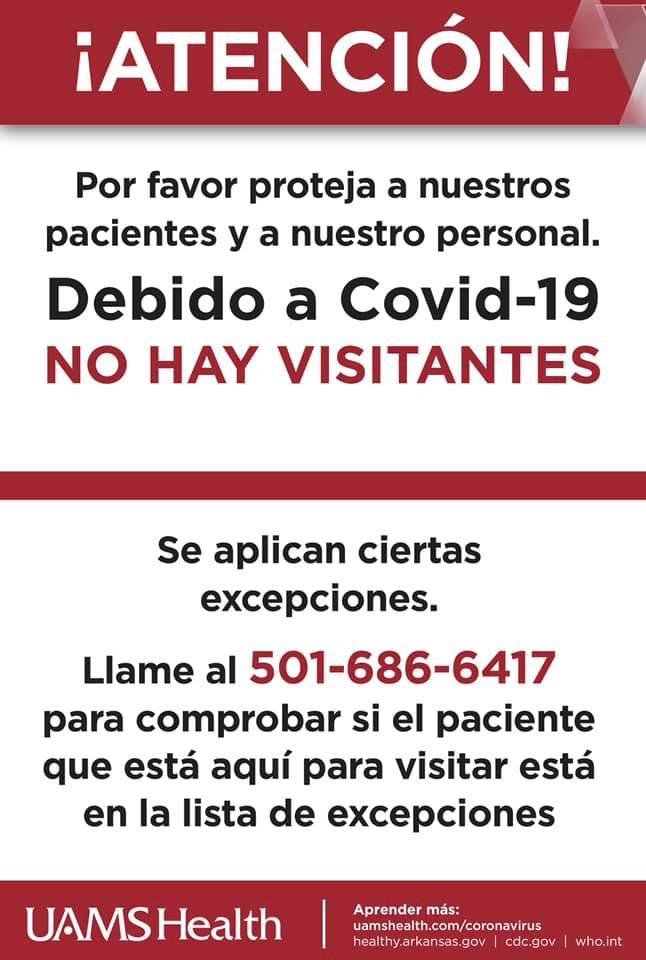 ¡ATENCIÓN!
Por favor proteja a nuestros
pacientes y a nuestro personal.
Debido a Covid-19
NO HAY VISITANTES
Se aplican ciertas
excepciones.
Llame al 501-686-6417
para comprobar si el paciente
que está aquí para visitar está
en la lista de excepciones
UAMS Health
Aprender más:
uamshealth.com/coronavirus
healthy.arkansas.gov | cdc.gov | who.int